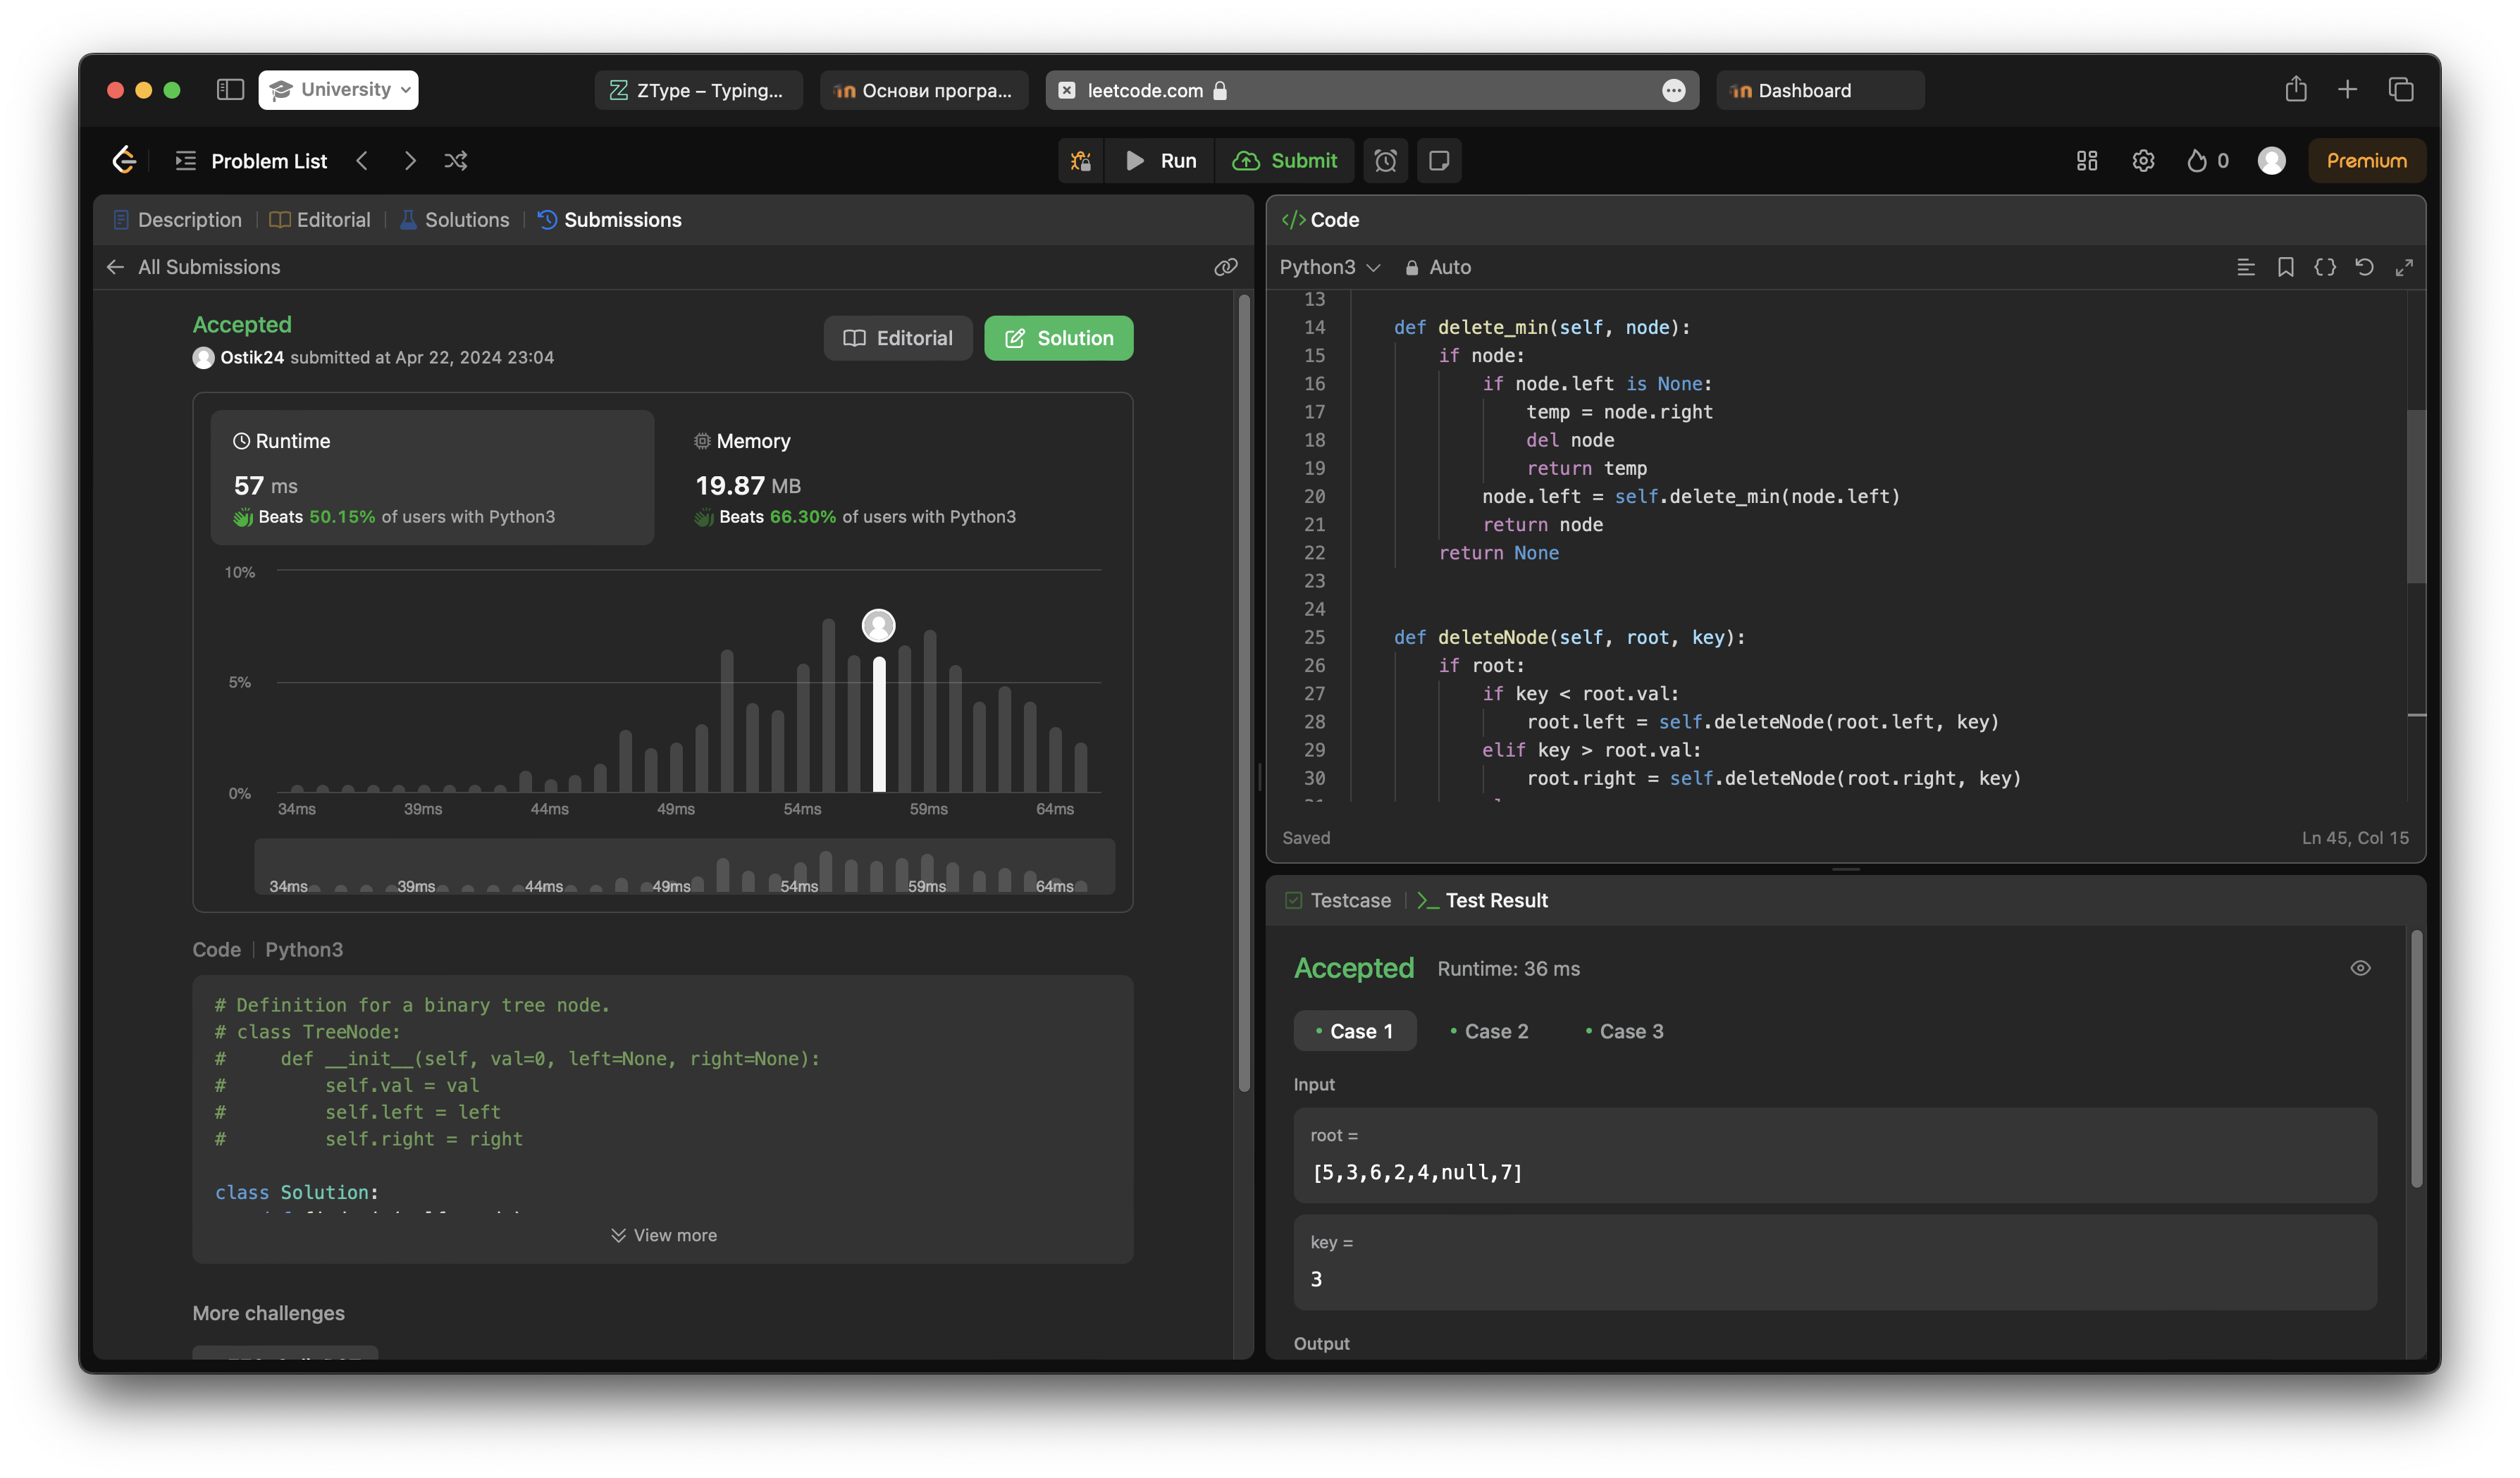 University
ZType – Typing...
Основи програ...
leetcode.com
Dashboard
Problem List
Run
Submit
0
Premium
Description
Editorial
Solutions
Submissions
All Submissions
Accepted
Ostik24 submitted at Apr 22, 2024 23:04
Editorial
Solution
Runtime
57 ms
Beats 50.15% of users with Python3
Memory
19.87 MB
Beats 66.30% of users with Python3
10%
5%
0%
34ms 39ms 44ms 49ms 54ms 59ms 64ms
34ms 39ms 44ms 49ms 54ms 59ms 64ms
Code | Python3
# Definition for a binary tree node.
# class TreeNode:
#     def __init__(self, val=0, left=None, right=None):
#         self.val = val
#         self.left = left
#         self.right = right
class Solution:
View more
More challenges
</> Code
Python3
Auto
13
14 def delete_min(self, node):
15 if node:
16 if node.left is None:
17 temp = node.right
18 del node
19 return temp
20 node.left = self.delete_min(node.left)
21 return node
22 return None
23
24
25 def deleteNode(self, root, key):
26 if root:
27 if key < root.val:
28 root.left = self.deleteNode(root.left, key)
29 elif key > root.val:
30 root.right = self.deleteNode(root.right, key)
Saved
Ln 45, Col 15
Testcase
Test Result
Accepted
Runtime: 36 ms
Case 1
Case 2
Case 3
Input
root =
[5,3,6,2,4,null,7]
key =
3
Output